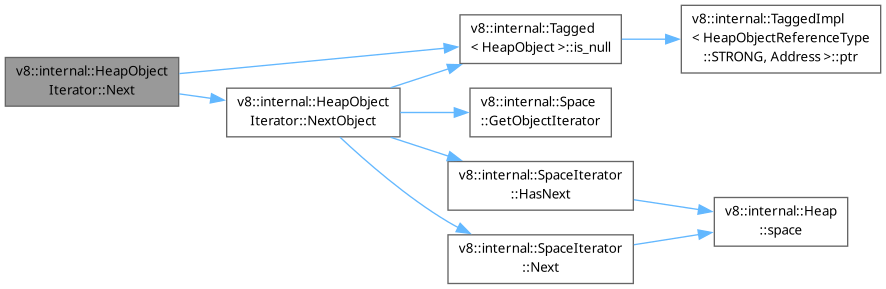 v8::internal::HeapObject
Iterator::Next
v8::internal::HeapObject
Iterator::NextObject
v8::internal::Tagged
< HeapObject >::is_null
v8::internal::TaggedImpl
< HeapObjectReferenceType
::STRONG, Address >::ptr
v8::internal::Space
::GetObjectIterator
v8::internal::SpaceIterator
::HasNext
v8::internal::SpaceIterator
::Next
v8::internal::Heap
::space